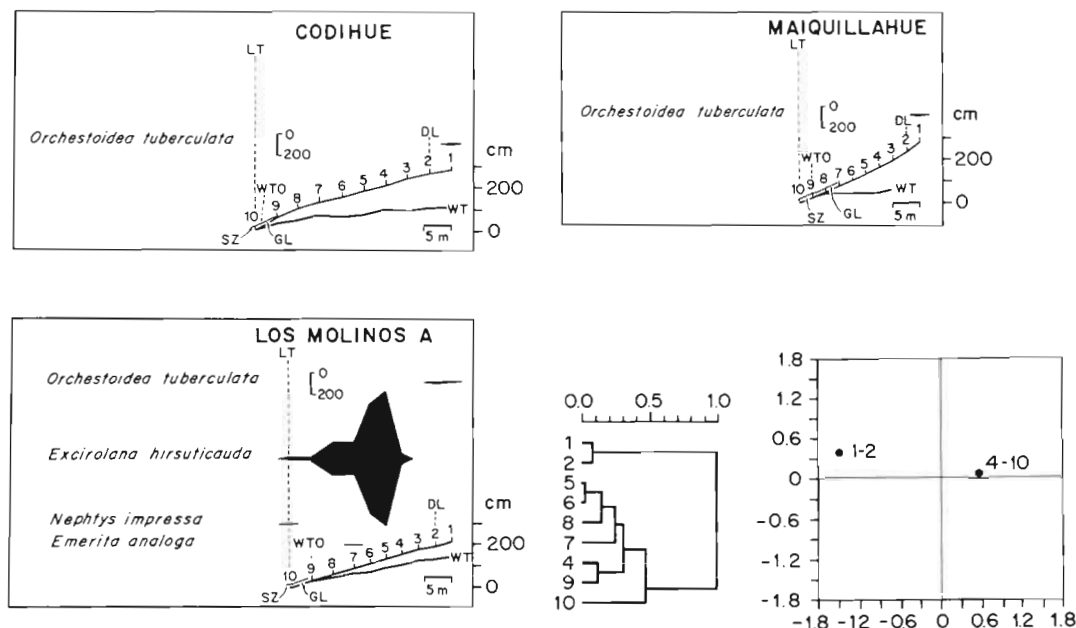 CODIHUE
LT
Orchestoidea tuberculata
0
200
DL
cm
1
2
3
4
5
6
7
8
9
10
WTO
200
WT
0
SZ
GL
5 m
MAIQUILLAHUE
LT
Orchestoidea tuberculata
0
200
DL
cm
1
2
3
4
5
6
7
8
9
10
WTO
200
WT
0
SZ
GL
5 m
LOS MOLINOS A
LT
Orchestoidea tuberculata
0
200
Excirolana hirsuticauda
Nephtys impressa
Emerita analoga
DL
cm
1
2
3
4
5
6
7
8
9
10
WTO
200
WT
0
SZ
GL
5 m
0.0 0.5 1.0
1
2
5
6
8
7
4
9
10
1.8
1.2
0.6
0
-0.6
-1.2
-1.8
1-2
4-10
-1.8 -1.2 -0.6 0 0.6 1.2 1.8